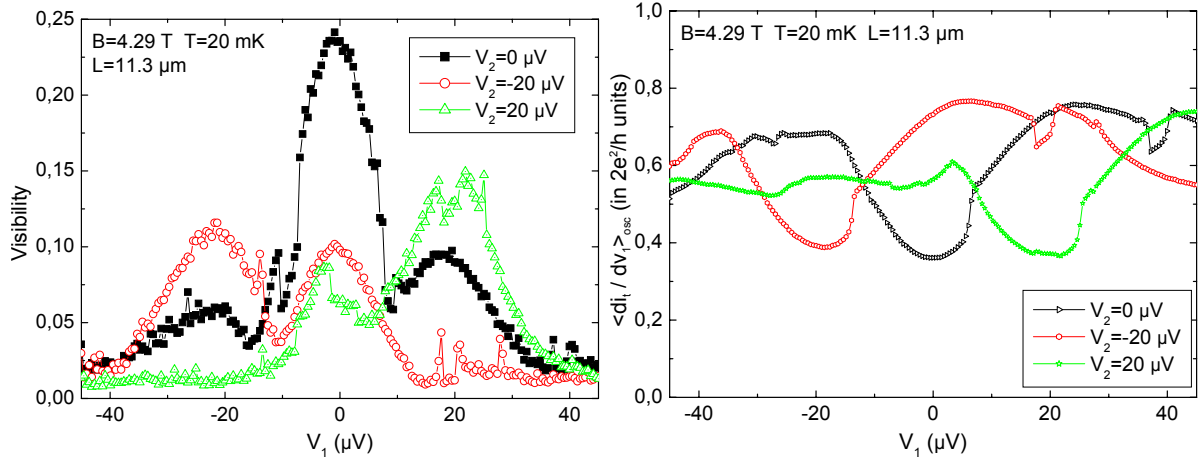 B=4.29 T T=20 mK
L=11.3 µm
V₂=0 µV
V₂=-20 µV
V₂=20 µV
Visibility
0,25
0,20
0,15
0,10
0,05
0,00
-40 -20 0 20 40
V₁ (µV)
B=4.29 T T=20 mK L=11.3 µm
<di₁ / dv₁>osc (in 2e²/h units)
1,0
0,8
0,6
0,4
0,2
0,0
V₂=0 µV
V₂=-20 µV
V₂=20 µV
-40 -20 0 20 40
V₁ (µV)